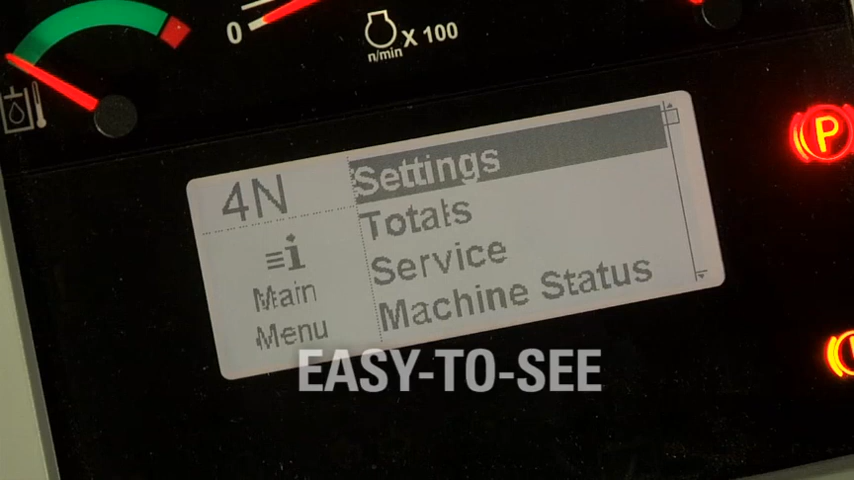 0
X 100
n/min
P
4N
Main
Menu
Settings
Totals
Service
Machine Status
EASY-TO-SEE